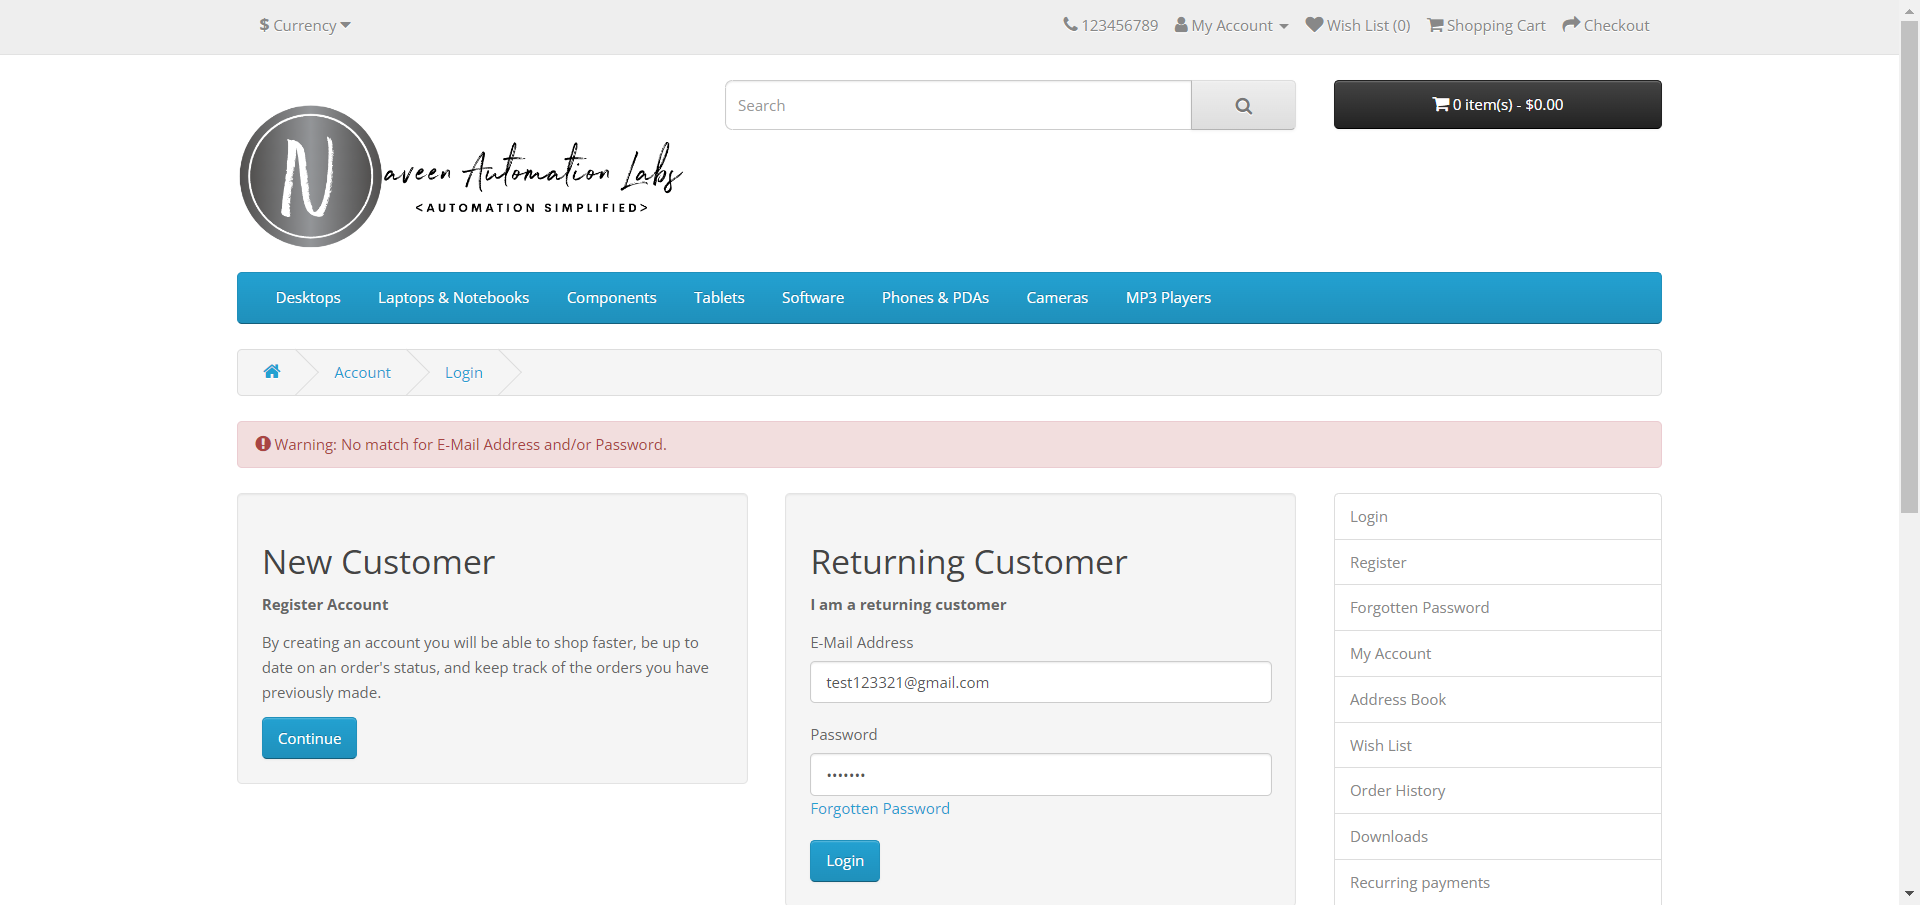 $ Currency
123456789 My Account Wish List (0) Shopping Cart Checkout
Search
0 item(s) - $0.00
N
aveen Automation Labs
<AUTOMATION SIMPLIFIED>
Desktops Laptops & Notebooks Components Tablets Software Phones & PDAs Cameras MP3 Players
Account Login
Warning: No match for E-Mail Address and/or Password.
New Customer
Register Account
By creating an account you will be able to shop faster, be up to
date on an order's status, and keep track of the orders you have
previously made.
Continue
Returning Customer
I am a returning customer
E-Mail Address
test123321@gmail.com
Password
•••••••
Forgotten Password
Login
Login
Register
Forgotten Password
My Account
Address Book
Wish List
Order History
Downloads
Recurring payments